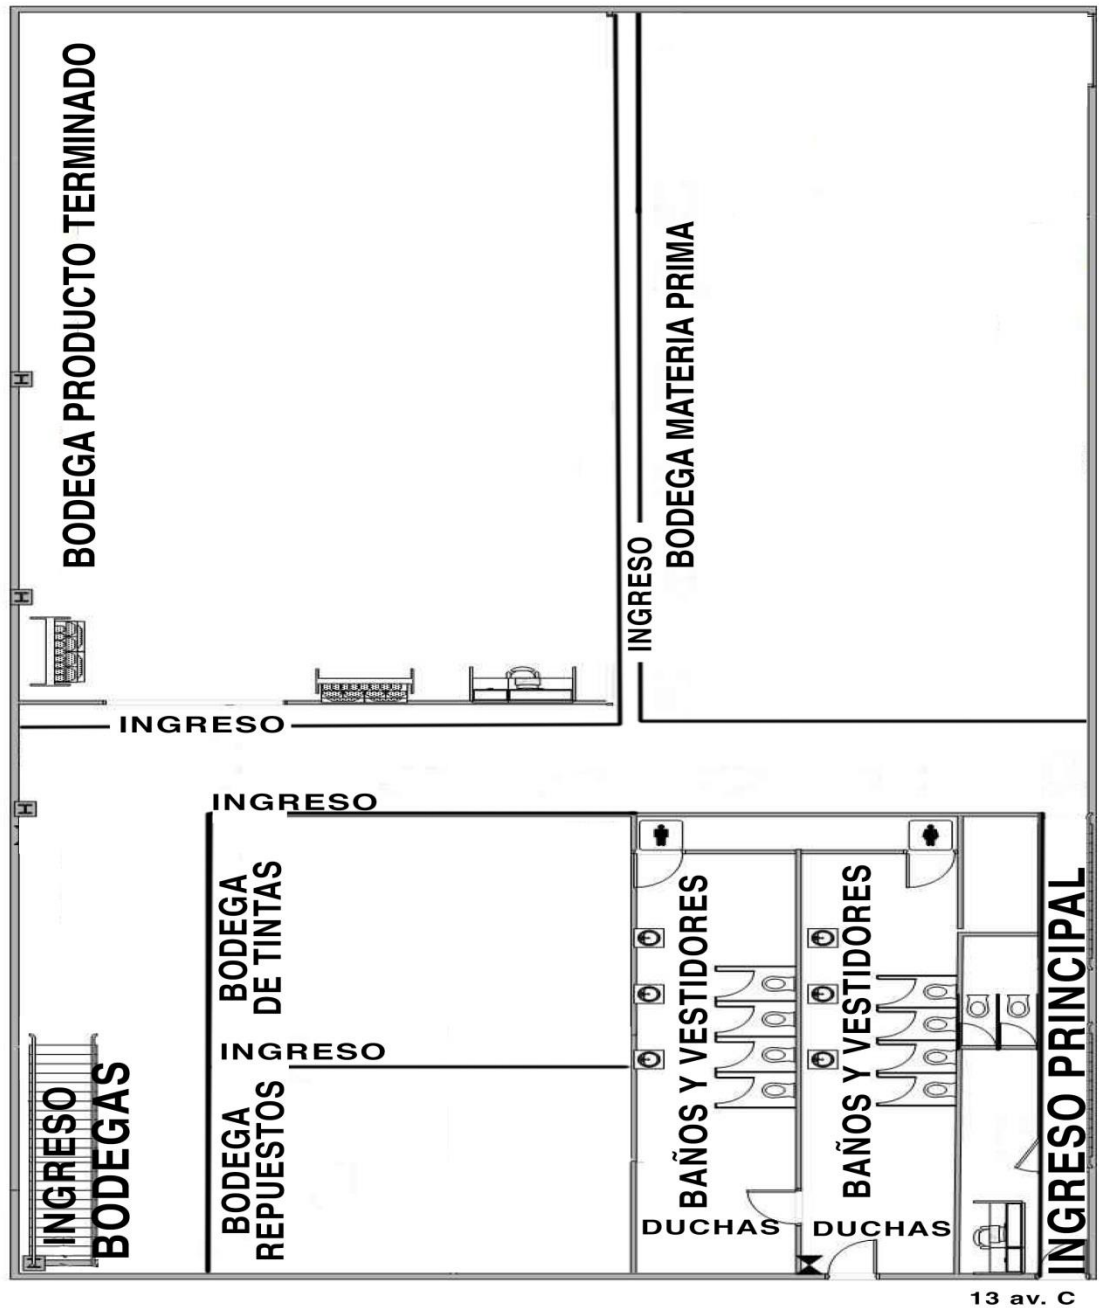 BODEGA PRODUCTO TERMINADO
BODEGA MATERIA PRIMA
INGRESO
INGRESO
INGRESO
BODEGA
DE TINTAS
INGRESO
BODEGA
REPUESTOS
INGRESO
BODEGAS
BAÑOS Y VESTIDORES
DUCHAS
BAÑOS Y VESTIDORES
DUCHAS
INGRESO PRINCIPAL
13 av. C
H
H
H
H